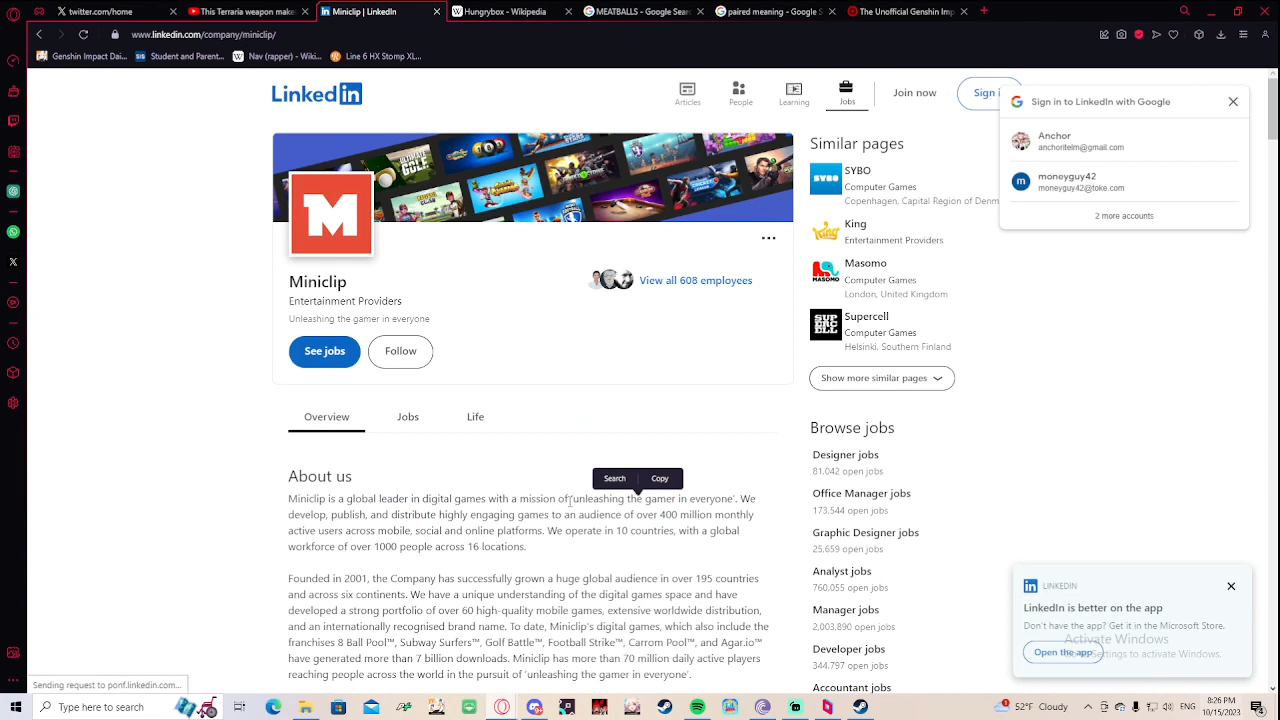 twitter.com/home
This Terraria weapon make
LinkedIn
Hungrybox - Wikipedia
MEATBALLS - Google Sear
paired meaning - Google S
The Official Genshin Imp
www.linkedin.com/company/miniclip/
Genshin Impact Dai...
Student and Parent...
Nav (rapper) - Wiki...
Line 6 HX Stomp XL...
Linked in
Articles
People
Learning
Jobs
Join now
Sign i
Sign in to LinkedIn with Google
Anchor
anchoritelm@gmail.com
moneyguy42
moneyguy42@toke.com
2 more accounts
ULTIMATE GOLF
M
Miniclip
Entertainment Providers
Unleashing the gamer in everyone
View all 608 employees
See jobs
Follow
Similar pages
SYBO
SYBO
Computer Games
Copenhagen, Capital Region of Denm
King
King
Entertainment Providers
MASOMO
Masomo
Computer Games
London, United Kingdom
SUPERCELL
Supercell
Computer Games
Helsinki, Southern Finland
Show more similar pages
Overview
Jobs
Life
Browse jobs
Designer jobs
81,042 open jobs
Office Manager jobs
173,544 open jobs
Graphic Designer jobs
25,659 open jobs
Analyst jobs
760,055 open jobs
Manager jobs
2,003,890 open jobs
Developer jobs
344,797 open jobs
Accountant jobs
About us
Search
Copy
Miniclip is a global leader in digital games with a mission of 'unleashing the gamer in everyone'. We
develop, publish, and distribute highly engaging games to an audience of over 400 million monthly
active users across mobile, social and online platforms. We operate in 10 countries, with a global
workforce of over 1000 people across 16 locations.
Founded in 2001, the Company has successfully grown a huge global audience in over 195 countries
and across six continents. We have a unique understanding of the digital games space and have
developed a strong portfolio of over 60 high-quality mobile games, extensive worldwide distribution,
and an internationally recognised brand name. To date, Miniclip's digital games, which also include the
franchises 8 Ball Pool™, Subway Surfers™, Golf Battle™, Football Strike™, Carrom Pool™, and Agar.io™
have generated more than 7 billion downloads. Miniclip has more than 70 million daily active players
reaching people across the world in the pursuit of 'unleashing the gamer in everyone'.
LINKEDIN
LinkedIn is better on the app
Don't have the app? Get it in the Microsoft Store.
Open the app
Activate Windows
Settings to activate Windows.
Sending request to ponf.linkedin.com...
Type here to search
82°F Cloudy
8:26 PM
10/15/2023